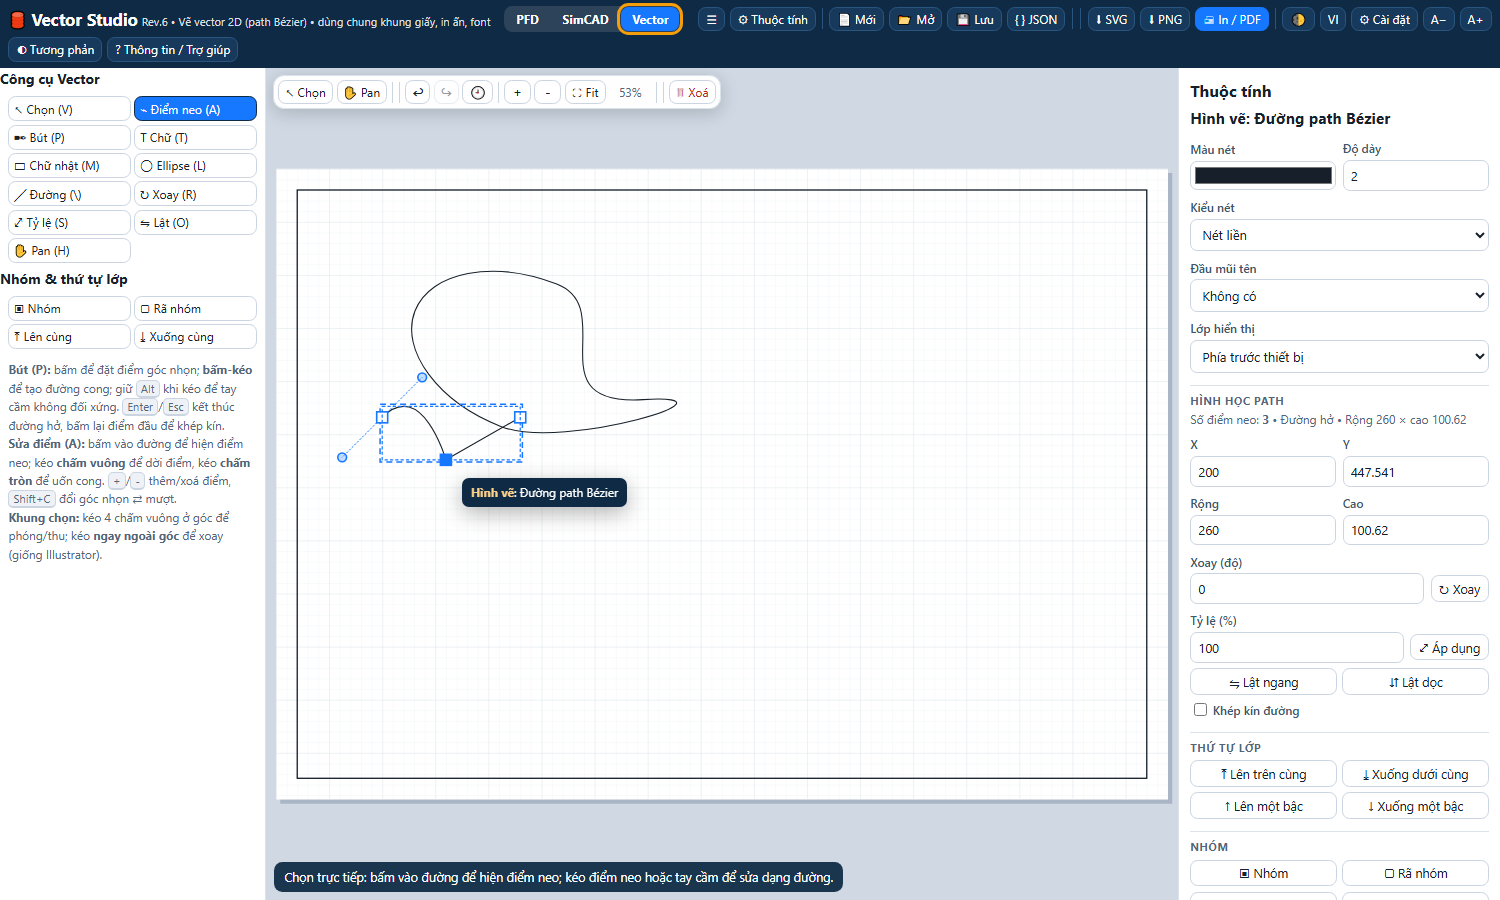 Vector Studio Rev.6 • Vẽ vector 2D (path Bézier) • dùng chung khung giấy, in ấn, font
PFD SimCAD Vector
☰ ⚙ Thuộc tính
Mới Mở Lưu { } JSON
⬇ SVG ⬇ PNG In / PDF
VI ⚙ Cài đặt A− A+
Tương phản ? Thông tin / Trợ giúp
Công cụ Vector
Chọn (V) Điểm neo (A)
Bút (P) T Chữ (T)
Chữ nhật (M) Ellipse (L)
Đường (\) ↻ Xoay (R)
Tỷ lệ (S) Lật (O)
Pan (H)
Nhóm & thứ tự lớp
Nhóm Rã nhóm
Lên cùng Xuống cùng
Bút (P): bấm để đặt điểm góc nhọn; bấm-kéo
để tạo đường cong; giữ Alt khi kéo để tay
cầm không đối xứng. Enter/Esc kết thúc
đường hở, bấm lại điểm đầu để khép kín.
Sửa điểm (A): bấm vào đường để hiện điểm
neo; kéo chấm vuông để dời điểm, kéo chấm
tròn để uốn cong. +/- thêm/xoá điểm,
Shift+C đổi góc nhọn ⇄ mượt.
Khung chọn: kéo 4 chấm vuông ở góc để
phóng/thu; kéo ngay ngoài góc để xoay
(giống Illustrator).
Chọn Pan + - Fit 53% Xoá
Hình vẽ: Đường path Bézier
Chọn trực tiếp: bấm vào đường để hiện điểm neo; kéo điểm neo hoặc tay cầm để sửa dạng đường.
Thuộc tính
Hình vẽ: Đường path Bézier
Màu nét Độ dày
2
Kiểu nét
Nét liền
Đầu mũi tên
Không có
Lớp hiển thị
Phía trước thiết bị
HÌNH HỌC PATH
Số điểm neo: 3 • Đường hở • Rộng 260 × cao 100.62
X Y
200 447.541
Rộng Cao
260 100.62
Xoay (độ)
0 ↻ Xoay
Tỷ lệ (%)
100 Áp dụng
Lật ngang Lật dọc
Khép kín đường
THỨ TỰ LỚP
Lên trên cùng Xuống dưới cùng
↑ Lên một bậc ↓ Xuống một bậc
NHÓM
Nhóm Rã nhóm